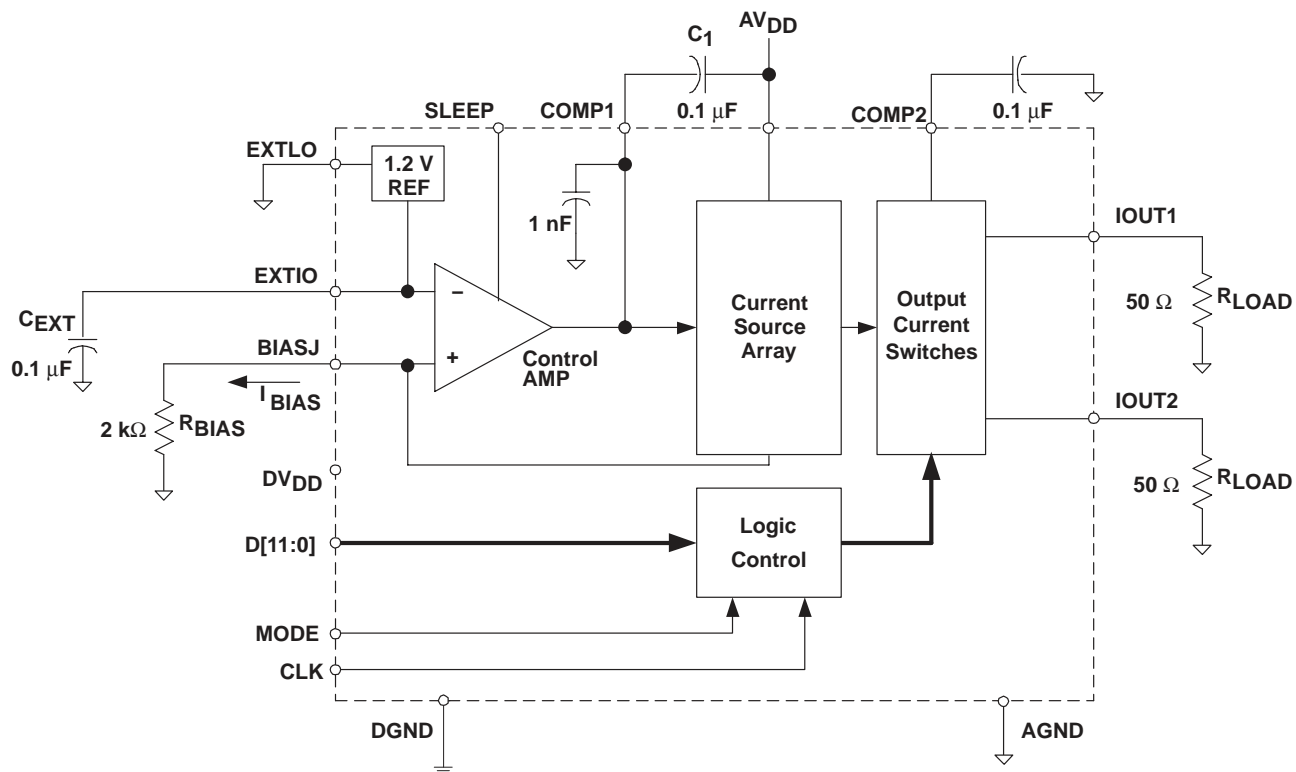 AVDD
C1
0.1 μF
SLEEP
COMP1
COMP2
0.1 μF
EXTLO
1.2 V
REF
1 nF
IOUT1
EXTIO
−
Current
Source
Array
Output
Current
Switches
50 Ω
RLOAD
CEXT
0.1 μF
BIASJ
+
Control
AMP
IBIAS
IOUT2
2 kΩ
RBIAS
DVDD
50 Ω
RLOAD
D[11:0]
Logic
Control
MODE
CLK
DGND
AGND